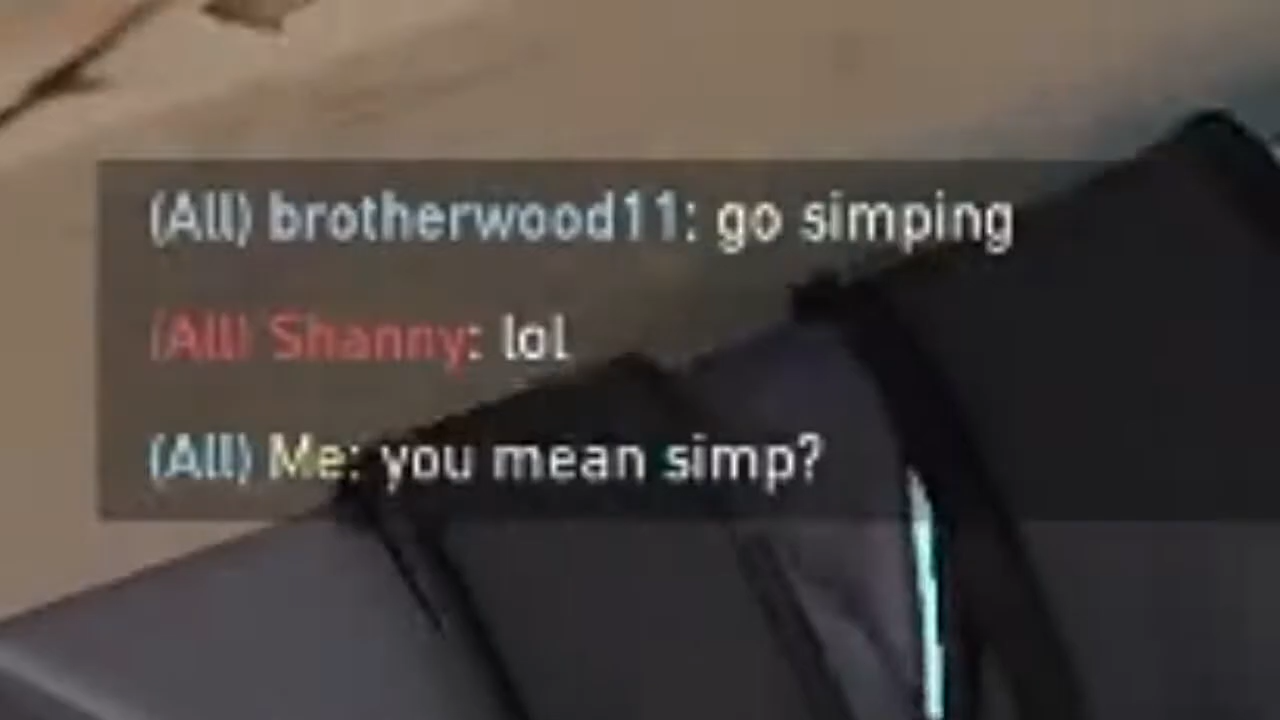 (All) brotherwood11: go simping
(All) Shanny: lol
(All) Me: you mean simp?